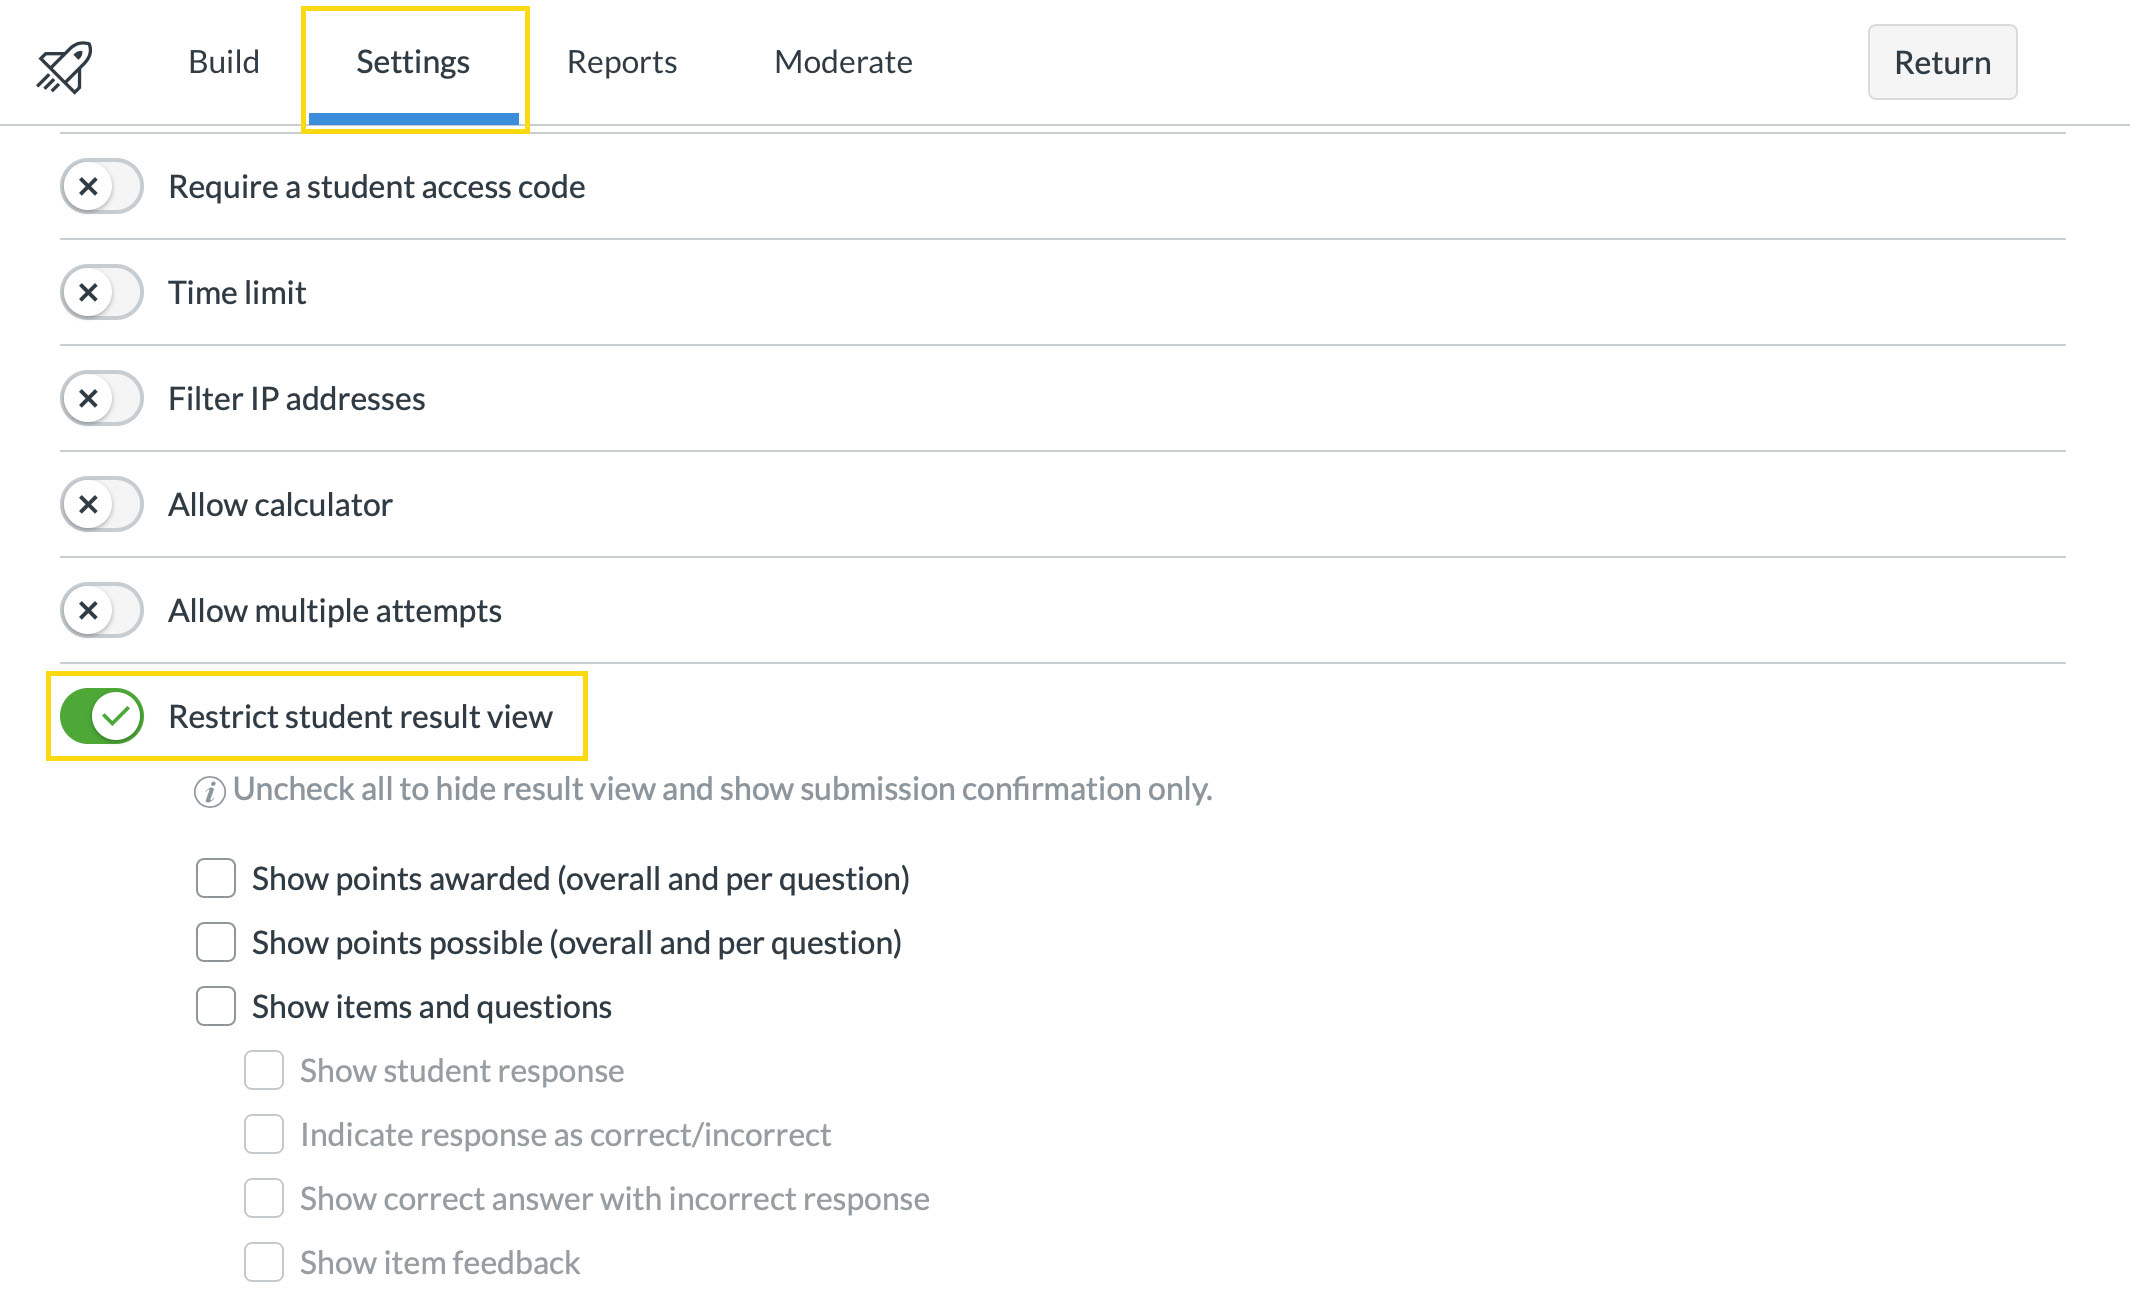 Build Settings Reports Moderate Return
Require a student access code
Time limit
Filter IP addresses
Allow calculator
Allow multiple attempts
Restrict student result view
Uncheck all to hide result view and show submission confirmation only.
Show points awarded (overall and per question)
Show points possible (overall and per question)
Show items and questions
Show student response
Indicate response as correct/incorrect
Show correct answer with incorrect response
Show item feedback